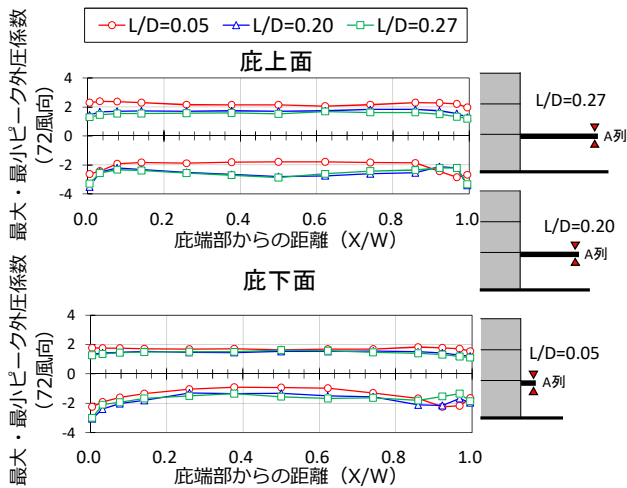 L/D=0.05 L/D=0.20 L/D=0.27
庇上面
最大・最小ピーク外圧係数
(72風向)
4
2
0
-2
-4
0.0 0.2 0.4 0.6 0.8 1.0
庇端部からの距離（X/W）
L/D=0.27
A列
L/D=0.20
A列
庇下面
最大・最小ピーク外圧係数
(72風向)
4
2
0
-2
-4
0.0 0.2 0.4 0.6 0.8 1.0
庇端部からの距離（X/W）
L/D=0.05
A列